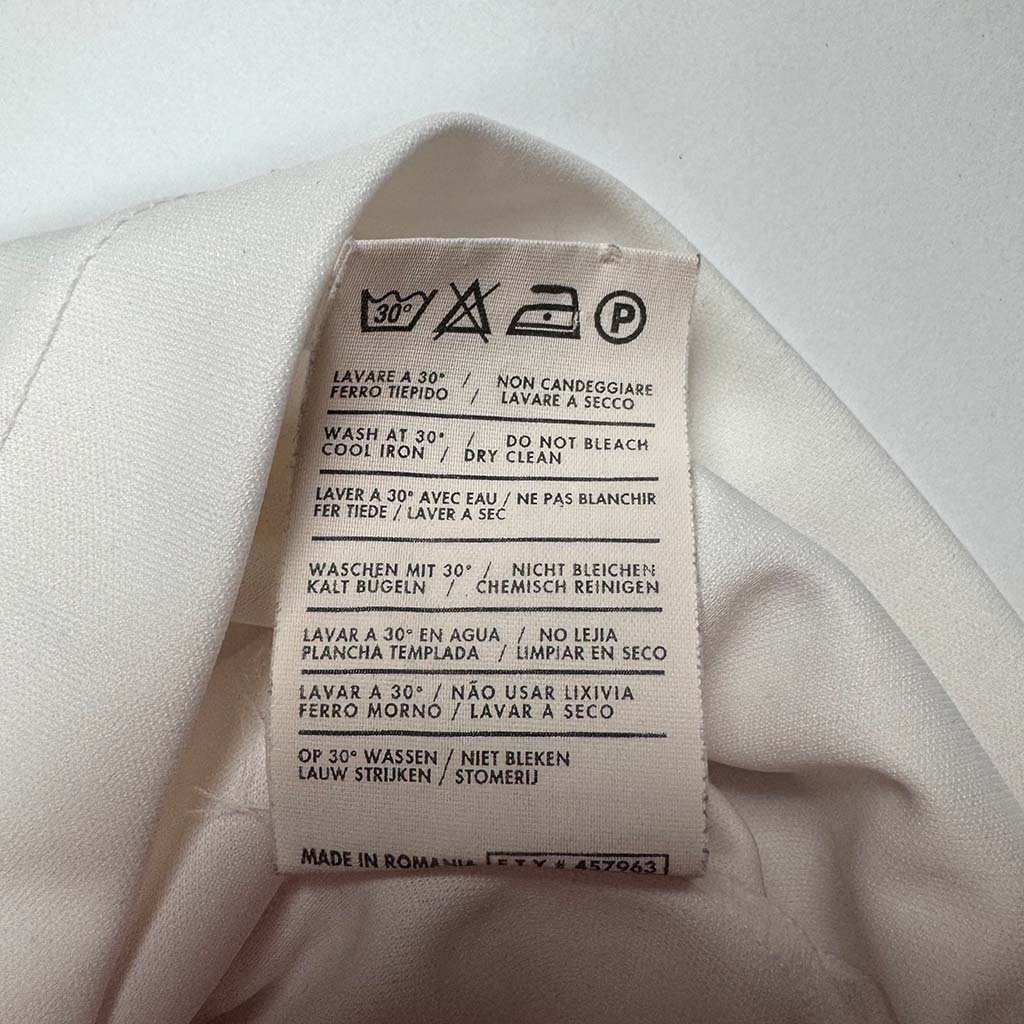 30°
P
LAVARE A 30° / NON CANDEGGIARE
FERRO TIEPIDO / LAVARE A SECCO
WASH AT 30° / DO NOT BLEACH
COOL IRON / DRY CLEAN
LAVER A 30° AVEC EAU / NE PAS BLANCHIR
FER TIEDE / LAVER A SEC
WASCHEN MIT 30° / NICHT BLEICHEN
KALT BÜGELN / CHEMISCH REINIGEN
LAVAR A 30° EN AGUA / NO LEJIA
PLANCHA TEMPLADA / LIMPIAR EN SECO
LAVAR A 30° / NÃO USAR LIXIVIA
FERRO MORNO / LAVAR A SECO
OP 30° WASSEN / NIET BLEKEN
LAUW STRIJKEN / STOMERIJ
MADE IN ROMANIA 457963